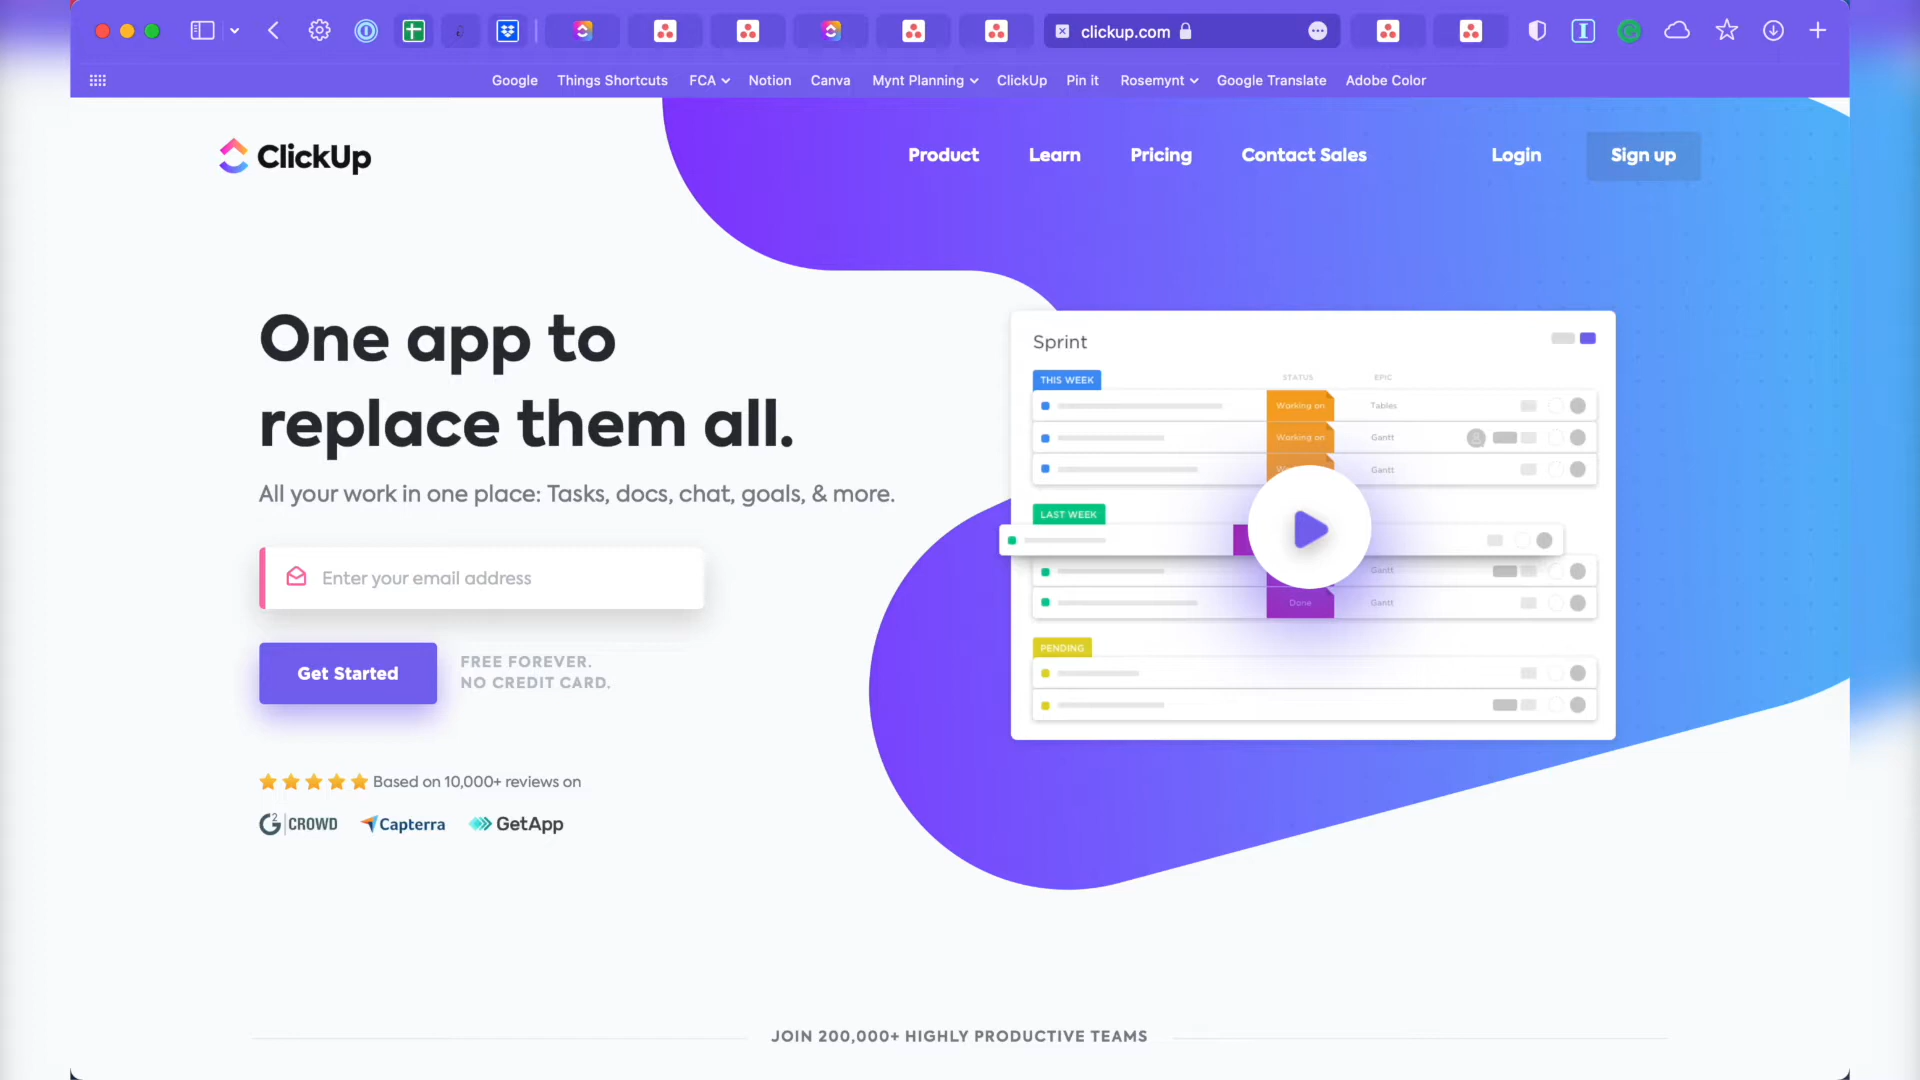 clickup.com
Google
Things Shortcuts
FCA
Notion
Canva
Mynt Planning
ClickUp
Pin it
Rosemynt
Google Translate
Adobe Color
ClickUp
Product
Learn
Pricing
Contact Sales
Login
Sign up
One app to
replace them all.
All your work in one place: Tasks, docs, chat, goals, & more.
Enter your email address
Get Started
FREE FOREVER.
NO CREDIT CARD.
Based on 10,000+ reviews on
G2 CROWD
Capterra
GetApp
Sprint
THIS WEEK
STATUS
EPIC
Working on
Tables
Working on
Gantt
Gantt
LAST WEEK
Gantt
Done
Gantt
PENDING
JOIN 200,000+ HIGHLY PRODUCTIVE TEAMS